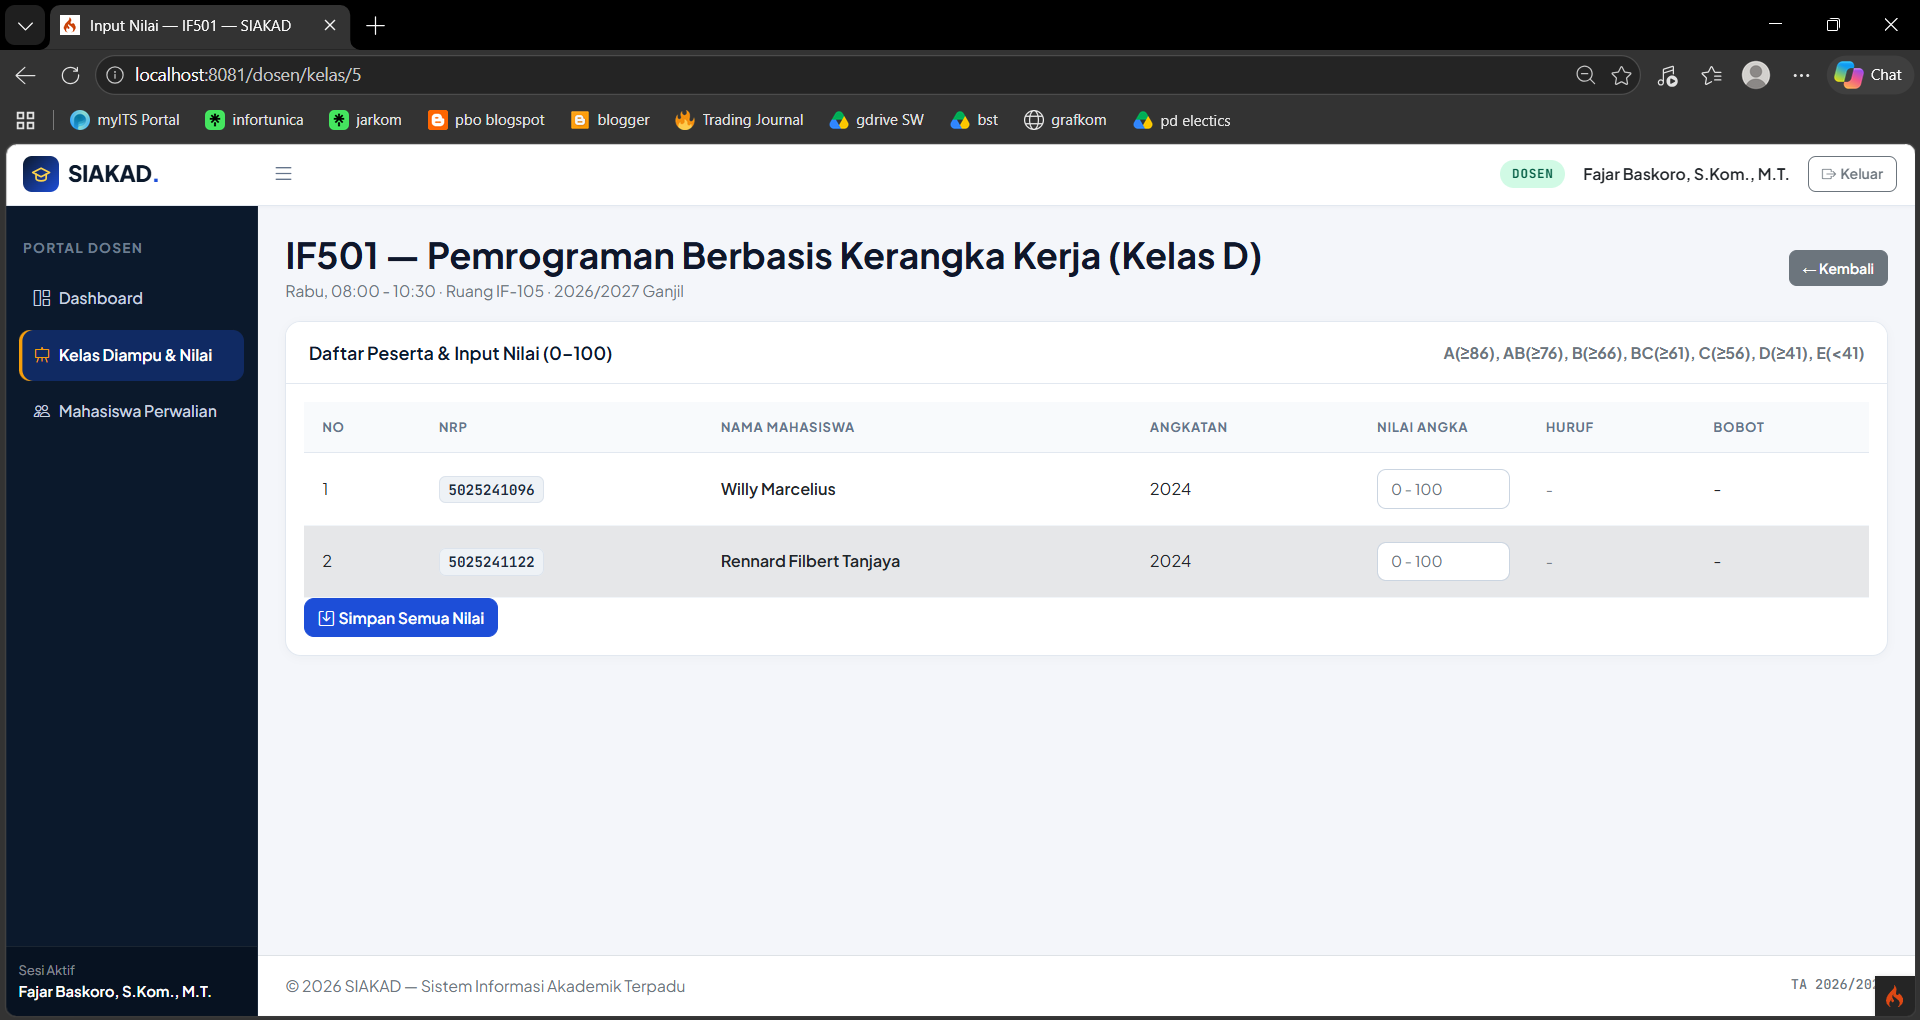 Input Nilai — IF501 — SIAKAD
localhost:8081/dosen/kelas/5
Chat
myITS Portal
infortunica
jarkom
pbo blogspot
blogger
Trading Journal
gdrive SW
bst
grafkom
pd electics
SIAKAD.
DOSEN
Fajar Baskoro, S.Kom., M.T.
Keluar
PORTAL DOSEN
Dashboard
Kelas Diampu & Nilai
Mahasiswa Perwalian
IF501 — Pemrograman Berbasis Kerangka Kerja (Kelas D)
Rabu, 08:00 - 10:30 · Ruang IF-105 · 2026/2027 Ganjil
← Kembali
Daftar Peserta & Input Nilai (0–100)
A(≥86), AB(≥76), B(≥66), BC(≥61), C(≥56), D(≥41), E(<41)
NO NRP NAMA MAHASISWA ANGKATAN NILAI ANGKA HURUF BOBOT
1 5025241096 Willy Marcelius 2024 0 - 100 - -
2 5025241122 Rennard Filbert Tanjaya 2024 0 - 100 - -
Simpan Semua Nilai
Sesi Aktif
Fajar Baskoro, S.Kom., M.T.
© 2026 SIAKAD — Sistem Informasi Akademik Terpadu
TA 2026/202